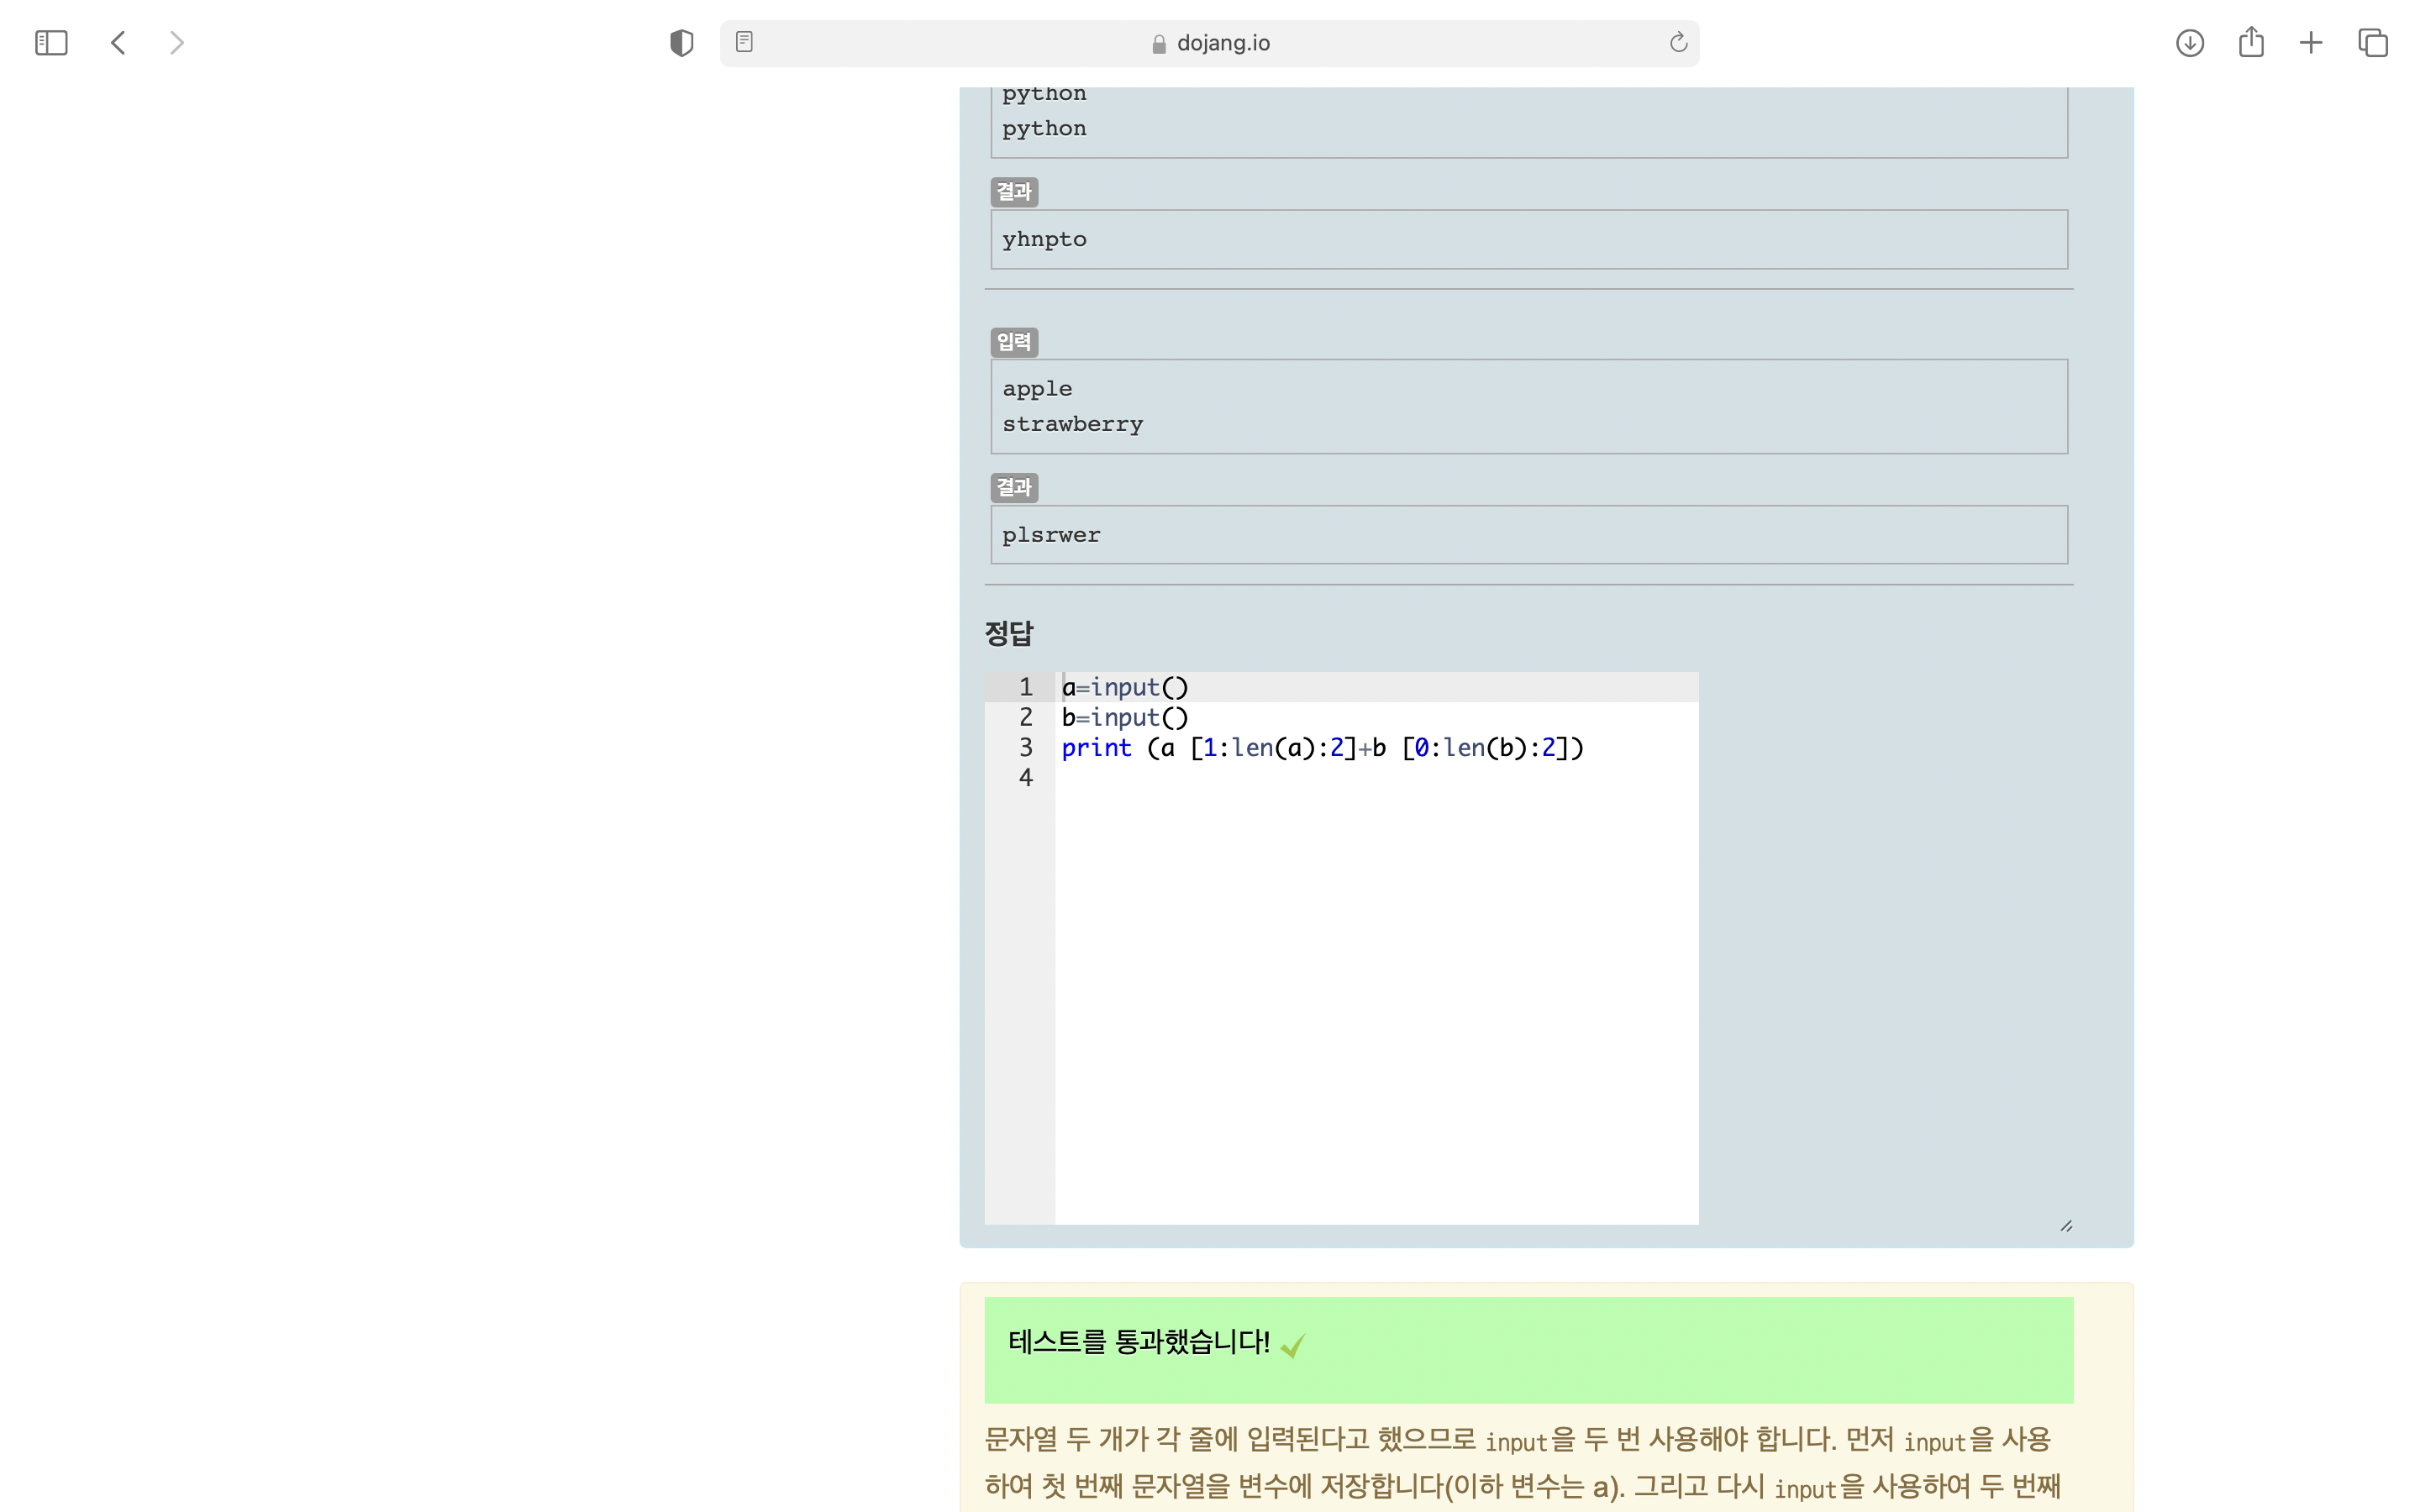 dojang.io
python
python
결과
yhnpto
입력
apple
strawberry
결과
plsrwer
정답
1 a=input()
2 b=input()
3 print (a [1:len(a):2]+b [0:len(b):2])
4
테스트를 통과했습니다!
문자열 두 개가 각 줄에 입력된다고 했으므로 input을 두 번 사용해야 합니다. 먼저 input을 사용
하여 첫 번째 문자열을 변수에 저장합니다(이하 변수는 a). 그리고 다시 input을 사용하여 두 번째